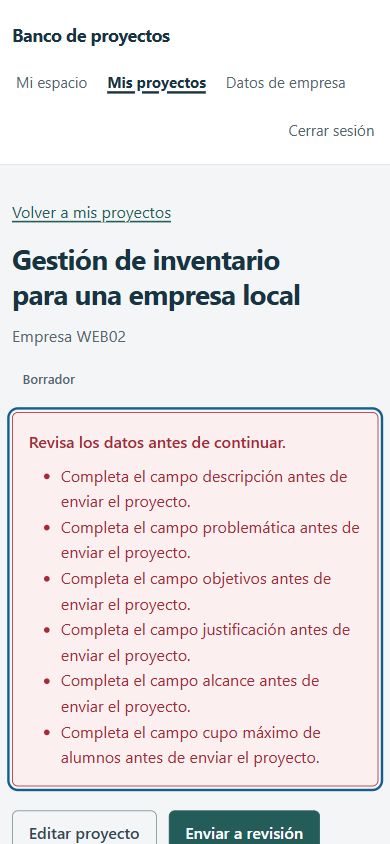 Banco de proyectos
Mi espacio Mis proyectos Datos de empresa
Cerrar sesión
Volver a mis proyectos
Gestión de inventario
para una empresa local
Empresa WEB02
Borrador
Revisa los datos antes de continuar.
• Completa el campo descripción antes de
enviar el proyecto.
• Completa el campo problemática antes de
enviar el proyecto.
• Completa el campo objetivos antes de
enviar el proyecto.
• Completa el campo justificación antes de
enviar el proyecto.
• Completa el campo alcance antes de
enviar el proyecto.
• Completa el campo cupo máximo de
alumnos antes de enviar el proyecto.
Editar proyecto Enviar a revisión